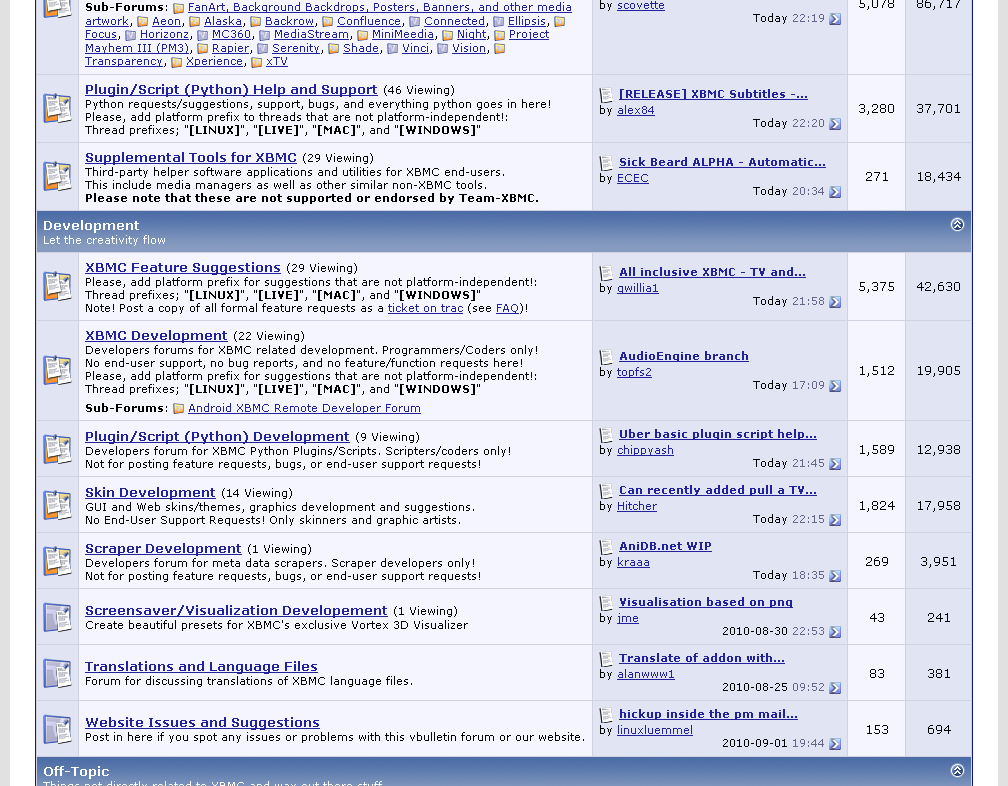 Sub-Forums: FanArt, Background Backdrops, Posters, Banners, and other media
artwork, Aeon, Alaska, Backrow, Confluence, Connected, Ellipsis,
Focus, Horizonz, MC360, MediaStream, MiniMeedia, Night, Project
Mayhem III (PM3), Rapier, Serenity, Shade, Vinci, Vision,
Transparency, Xperience, xTV
by scovette
Today 22:19
5,078 86,717
Plugin/Script (Python) Help and Support (46 Viewing)
Python requests/suggestions, support, bugs, and everything python goes in here!
Please, add platform prefix to threads that are not platform-independent!:
Thread prefixes; "[LINUX]", "[LIVE]", "[MAC]", and "[WINDOWS]"
[RELEASE] XBMC Subtitles -...
by alex84
Today 22:20
3,280 37,701
Supplemental Tools for XBMC (29 Viewing)
Third-party helper software applications and utilities for XBMC end-users.
This include media managers as well as other similar non-XBMC tools.
Please note that these are not supported or endorsed by Team-XBMC.
Sick Beard ALPHA - Automatic...
by ECEC
Today 20:34
271 18,434
Development
Let the creativity flow
XBMC Feature Suggestions (29 Viewing)
Please, add platform prefix for suggestions that are not platform-independent!:
Thread prefixes; "[LINUX]", "[LIVE]", "[MAC]", and "[WINDOWS]"
Note! Post a copy of all formal feature requests as a ticket on trac (see FAQ)!
All inclusive XBMC - TV and...
by gwillia1
Today 21:58
5,375 42,630
XBMC Development (22 Viewing)
Developers forums for XBMC related development. Programmers/Coders only!
No end-user support, no bug reports, and no feature/function requests here!
Please, add platform prefix for suggestions that are not platform-independent!:
Thread prefixes; "[LINUX]", "[LIVE]", "[MAC]", and "[WINDOWS]"
Sub-Forums: Android XBMC Remote Developer Forum
AudioEngine branch
by topfs2
Today 17:09
1,512 19,905
Plugin/Script (Python) Development (9 Viewing)
Developers forum for XBMC Python Plugins/Scripts. Scripters/coders only!
Not for posting feature requests, bugs, or end-user support requests!
Uber basic plugin script help...
by chippyash
Today 21:45
1,589 12,938
Skin Development (14 Viewing)
GUI and Web skins/themes, graphics development and suggestions.
No End-User Support Requests! Only skinners and graphic artists.
Can recently added pull a TV...
by Hitcher
Today 22:15
1,824 17,958
Scraper Development (1 Viewing)
Developers forum for meta data scrapers. Scraper developers only!
Not for posting feature requests, bugs, or end-user support requests!
AniDB.net WIP
by kraaa
Today 18:35
269 3,951
Screensaver/Visualization Developement (1 Viewing)
Create beautiful presets for XBMC's exclusive Vortex 3D Visualizer
Visualisation based on png
by jme
2010-08-30 22:53
43 241
Translations and Language Files
Forum for discussing translations of XBMC language files.
Translate of addon with...
by alanwww1
2010-08-25 09:52
83 381
Website Issues and Suggestions
Post in here if you spot any issues or problems with this vbulletin forum or our website.
hickup inside the pm mail...
by linuxluemmel
2010-09-01 19:44
153 694
Off-Topic
Things not directly related to XBMC and way out there stuff